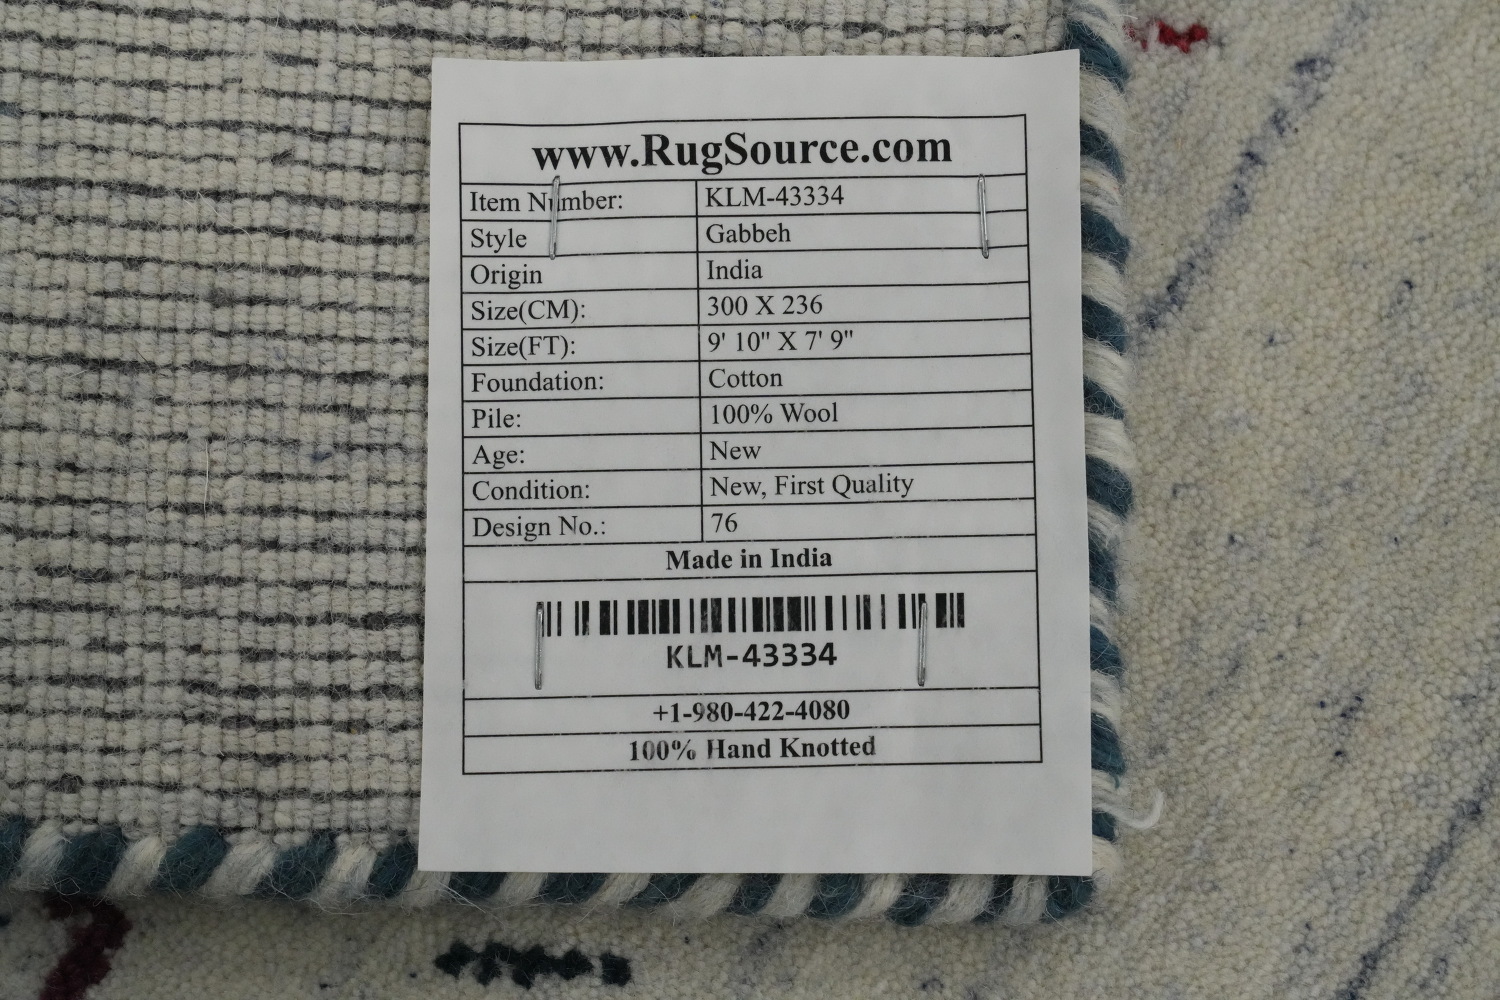 www.RugSource.com
Item Number: KLM-43334
Style Gabbeh
Origin India
Size(CM): 300 X 236
Size(FT): 9' 10" X 7' 9"
Foundation: Cotton
Pile: 100% Wool
Age: New
Condition: New, First Quality
Design No.: 76
Made in India
KLM-43334
+1-980-422-4080
100% Hand Knotted